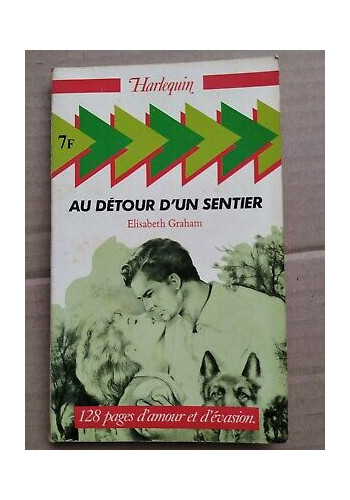 Harlequin
7F
AU DÉTOUR D'UN SENTIER
Elisabeth Graham
128 pages d'amour et d'évasion.